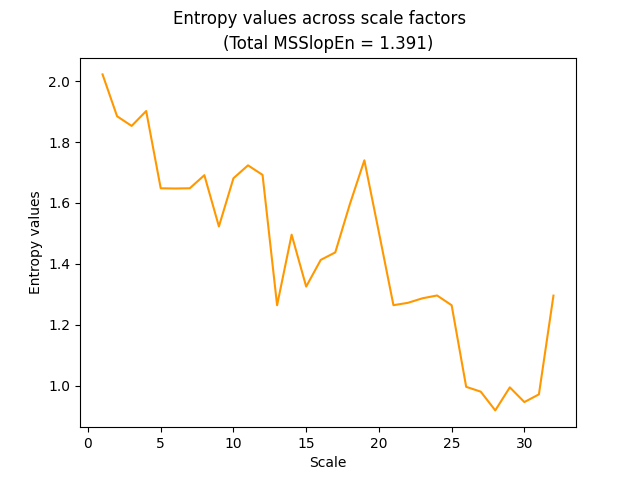 Entropy values across scale factors
(Total MSSlopEn = 1.391)
2.0
1.8
1.6
1.4
1.2
1.0
Entropy values
0 5 10 15 20 25 30
Scale